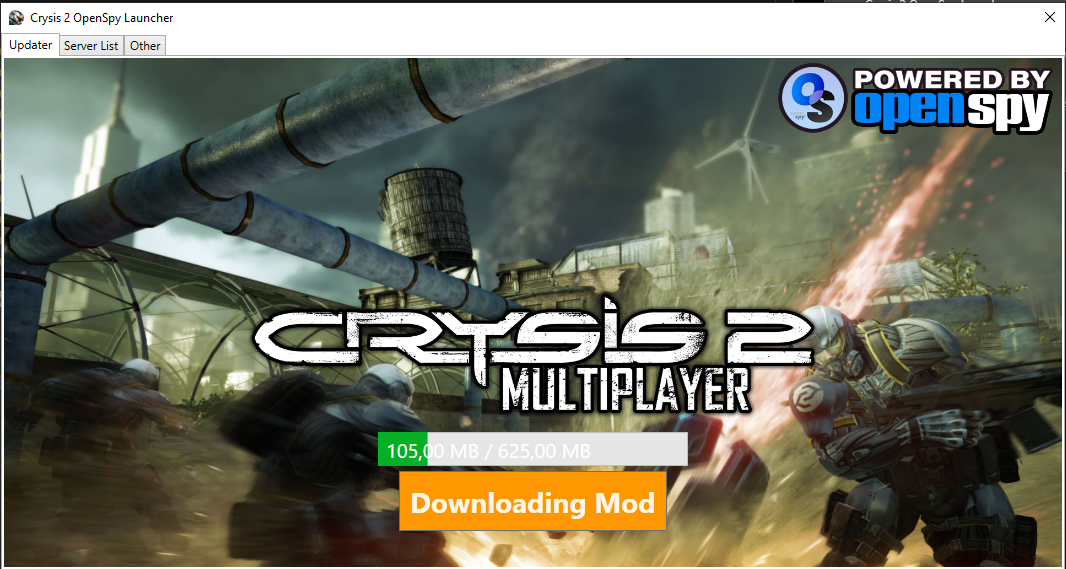 Crysis 2 OpenSpy Launcher
Updater
Server List
Other
OS
POWERED BY
openspy
CRYSIS 2
MULTIPLAYER
105,00 MB / 625,00 MB
Downloading Mod